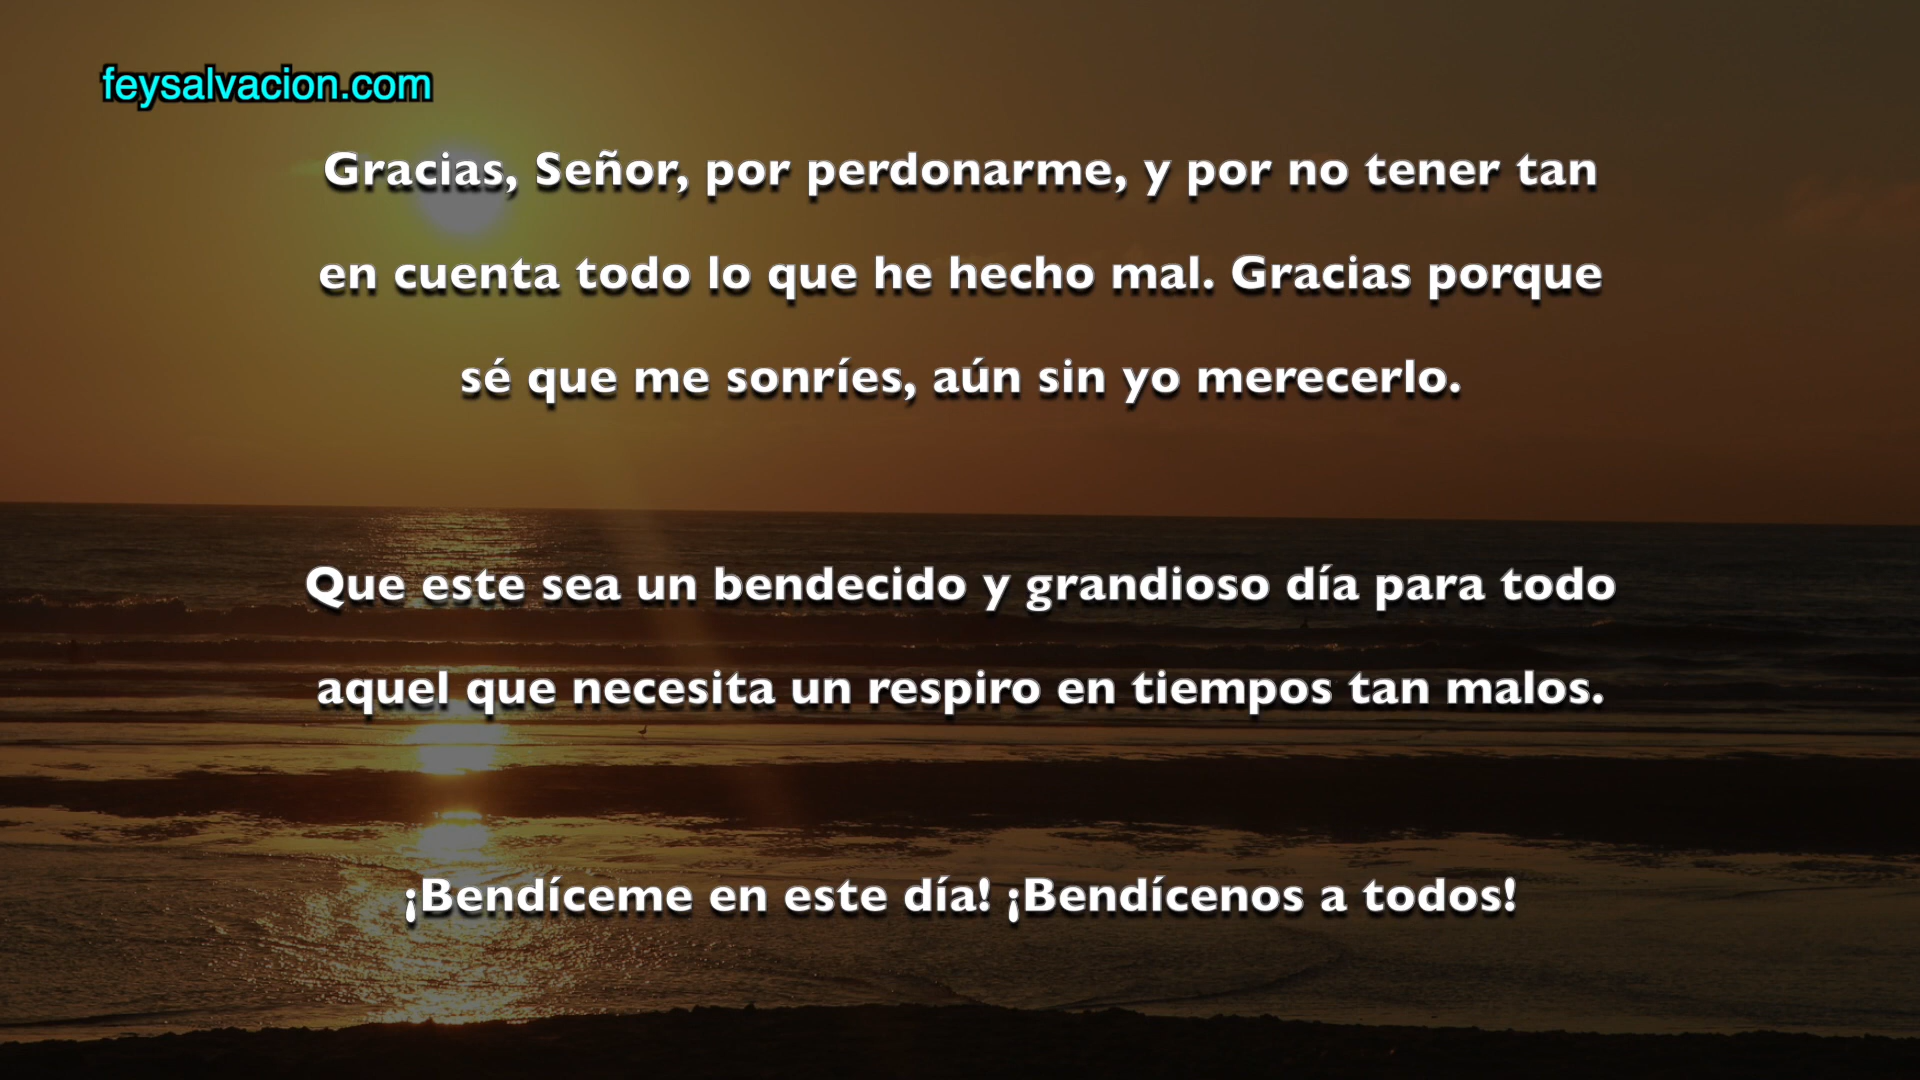 feysalvacion.com
Gracias, Señor, por perdonarme, y por no tener tan
en cuenta todo lo que he hecho mal. Gracias porque
sé que me sonríes, aún sin yo merecerlo.
Que este sea un bendecido y grandioso día para todo
aquel que necesita un respiro en tiempos tan malos.
¡Bendíceme en este día! ¡Bendícenos a todos!